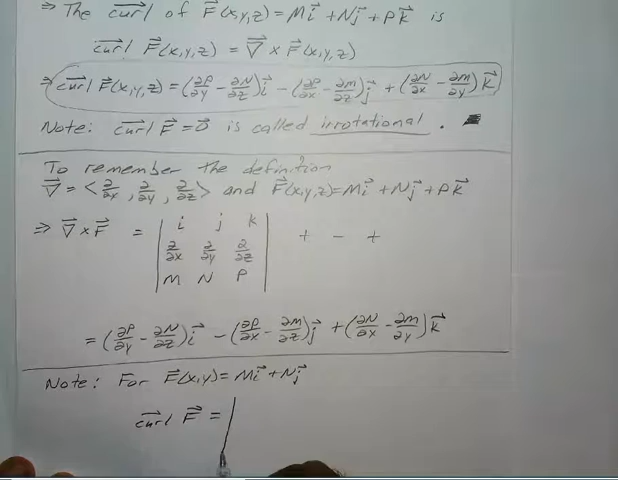 ⇒ The curl⃗ of F⃗(x,y,z) = Mi⃗ + Nj⃗ + Pk⃗ is
curl⃗ F⃗(x,y,z) = ∇⃗ × F⃗(x,y,z)
⇒ curl⃗ F⃗(x,y,z) = (∂P/∂y − ∂N/∂z)i⃗ − (∂P/∂x − ∂M/∂z)j⃗ + (∂N/∂x − ∂M/∂y)k⃗
Note: curl⃗ F⃗ = 0⃗ is called irrotational.
To remember the definition
∇⃗ = <∂/∂x, ∂/∂y, ∂/∂z> and F⃗(x,y,z) = Mi⃗ + Nj⃗ + Pk⃗
⇒ ∇⃗ × F⃗ = | i j k |
| ∂/∂x ∂/∂y ∂/∂z | + − +
| M N P |
= (∂P/∂y − ∂N/∂z)i⃗ − (∂P/∂x − ∂M/∂z)j⃗ + (∂N/∂x − ∂M/∂y)k⃗
Note: For F⃗(x,y) = Mi⃗ + Nj⃗
curl⃗ F⃗ = |